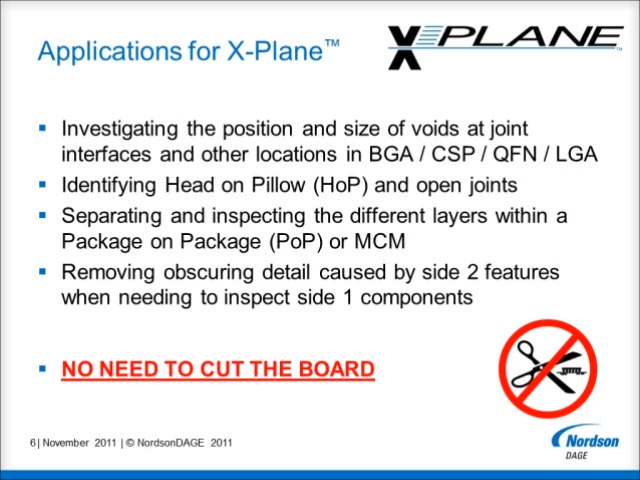 Applications for X-Plane™
X-PLANE™
▪ Investigating the position and size of voids at joint
interfaces and other locations in BGA / CSP / QFN / LGA
▪ Identifying Head on Pillow (HoP) and open joints
▪ Separating and inspecting the different layers within a
Package on Package (PoP) or MCM
▪ Removing obscuring detail caused by side 2 features
when needing to inspect side 1 components
▪ NO NEED TO CUT THE BOARD
6 | November 2011 | © NordsonDAGE 2011
Nordson
DAGE